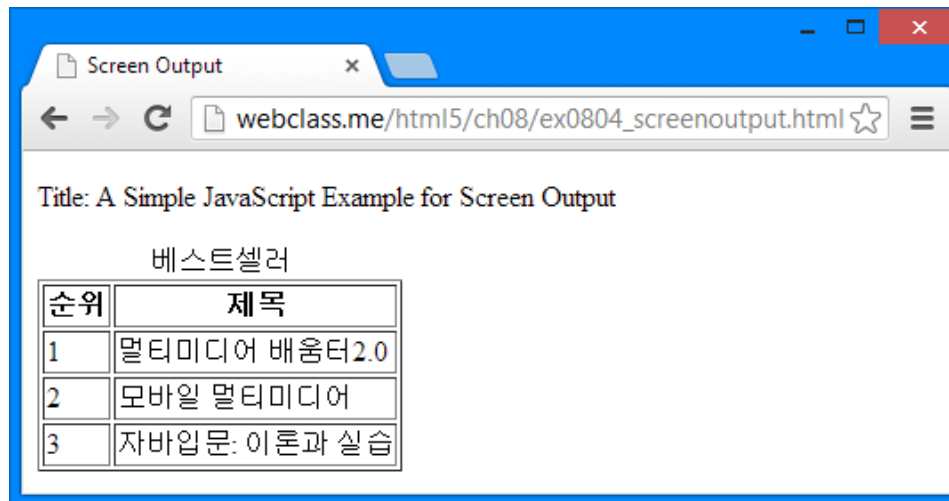 Screen Output
webclass.me/html5/ch08/ex0804_screenoutput.html
Title: A Simple JavaScript Example for Screen Output
베스트셀러
순위 제목
1 멀티미디어 배움터2.0
2 모바일 멀티미디어
3 자바입문: 이론과 실습